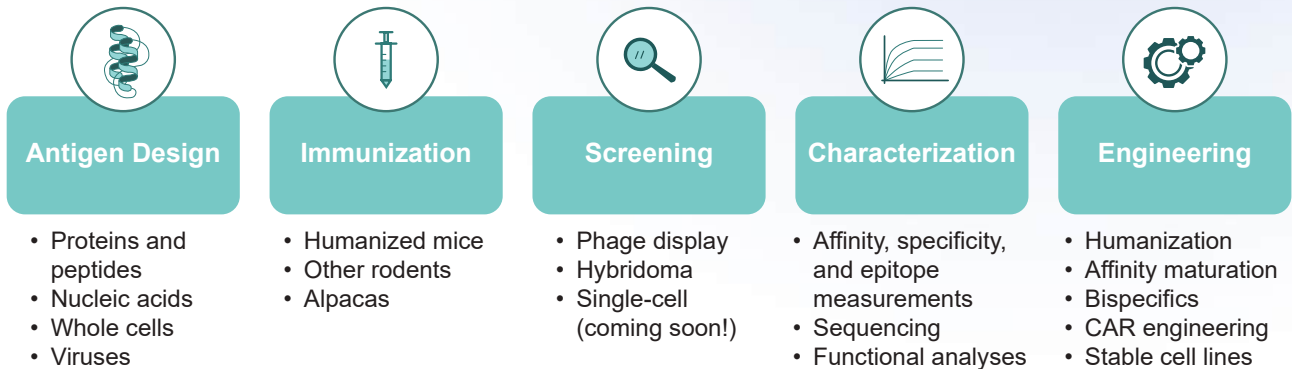 Antigen Design
• Proteins and
peptides
• Nucleic acids
• Whole cells
• Viruses
Immunization
• Humanized mice
• Other rodents
• Alpacas
Screening
• Phage display
• Hybridoma
• Single-cell
(coming soon!)
Characterization
• Affinity, specificity,
and epitope
measurements
• Sequencing
• Functional analyses
Engineering
• Humanization
• Affinity maturation
• Bispecifics
• CAR engineering
• Stable cell lines